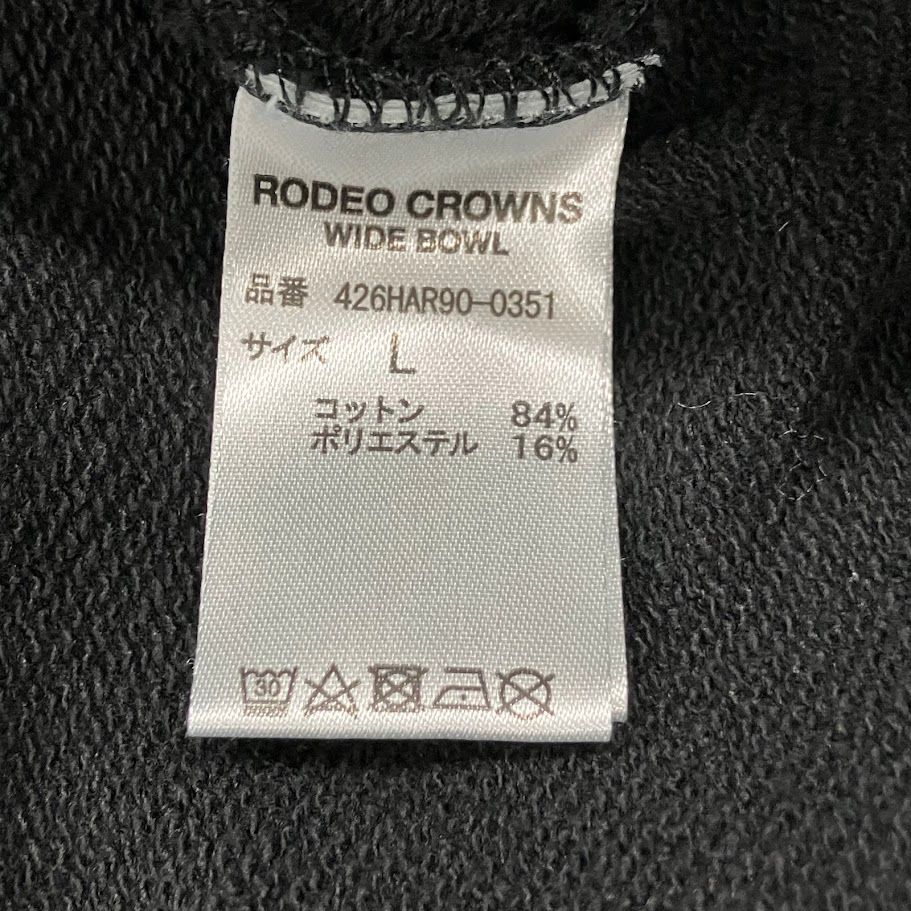 RODEO CROWNS
WIDE BOWL
品番 426HAR90-0351
サイズ L
コットン 84%
ポリエステル 16%
30